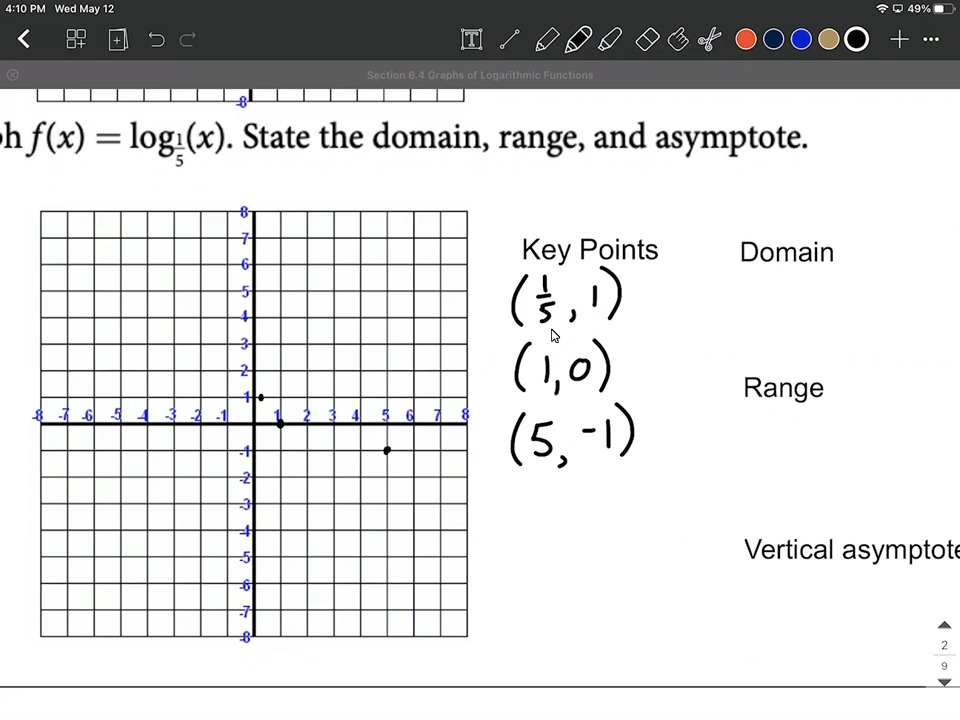 4:10 PM Wed May 12 49%
T
Section 6.4 Graphs of Logarithmic Functions
-8
h f(x) = log_{1/5}(x). State the domain, range, and asymptote.
8
7
6
5
4
3
2
1
-8 -7 -6 -5 -4 -3 -2 -1 1 2 3 4 5 6 7 8
-1
-2
-3
-4
-5
-6
-7
-8
Key Points
(1/5, 1)
(1, 0)
(5, -1)
Domain
Range
Vertical asymptote
2
9